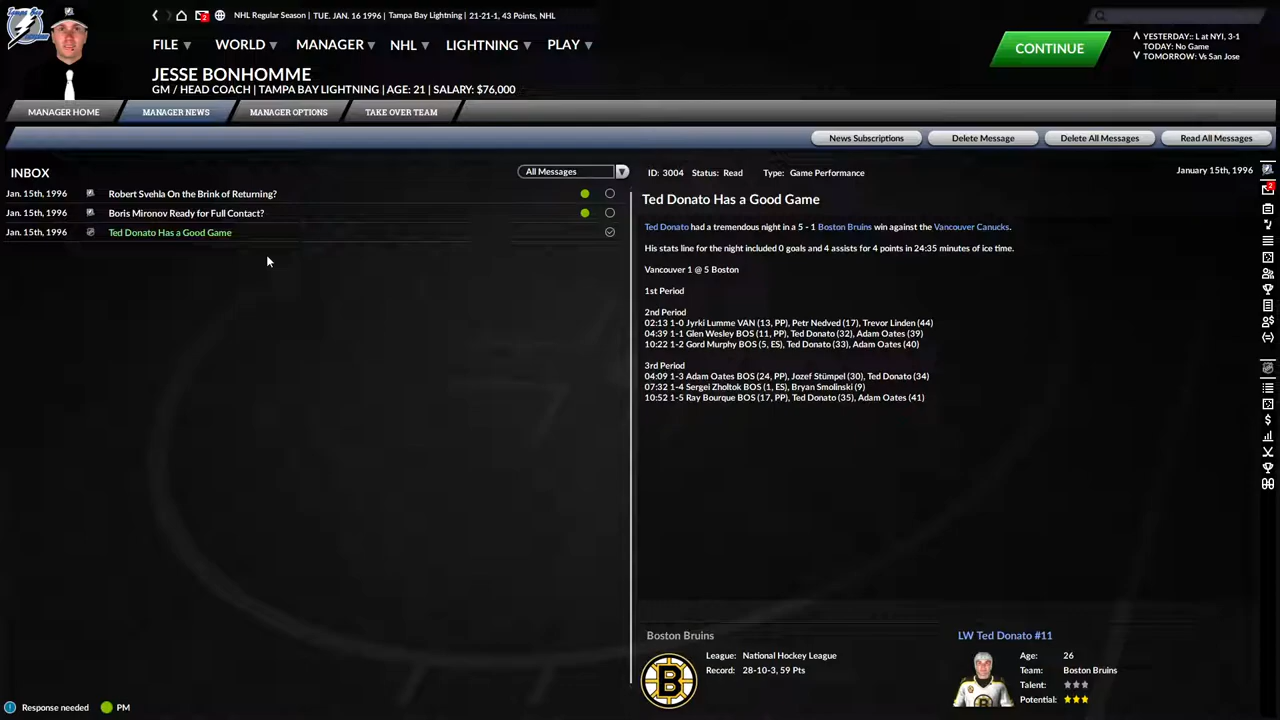 NHL Regular Season | TUE. JAN. 16 1996 | Tampa Bay Lightning | 21-21-1, 43 Points, NHL
FILE WORLD MANAGER NHL LIGHTNING PLAY
CONTINUE
YESTERDAY:: L at NYI, 3-1
TODAY: No Game
TOMORROW: Vs San Jose
JESSE BONHOMME
GM / HEAD COACH | TAMPA BAY LIGHTNING | AGE: 21 | SALARY: $76,000
MANAGER HOME MANAGER NEWS MANAGER OPTIONS TAKE OVER TEAM
News Subscriptions Delete Message Delete All Messages Read All Messages
INBOX All Messages
Jan. 15th, 1996 Robert Svehla On the Brink of Returning?
Jan. 15th, 1996 Boris Mironov Ready for Full Contact?
Jan. 15th, 1996 Ted Donato Has a Good Game
ID: 3004 Status: Read Type: Game Performance January 15th, 1996
Ted Donato Has a Good Game
Ted Donato had a tremendous night in a 5 - 1 Boston Bruins win against the Vancouver Canucks.
His stats line for the night included 0 goals and 4 assists for 4 points in 24:35 minutes of ice time.
Vancouver 1 @ 5 Boston
1st Period
2nd Period
02:13 1-0 Jyrki Lumme VAN (13, PP), Petr Nedved (17), Trevor Linden (44)
04:39 1-1 Glen Wesley BOS (11, PP), Ted Donato (32), Adam Oates (39)
10:22 1-2 Gord Murphy BOS (5, ES), Ted Donato (33), Adam Oates (40)
3rd Period
04:09 1-3 Adam Oates BOS (24, PP), Jozef Stümpel (30), Ted Donato (34)
07:32 1-4 Sergei Zholtok BOS (1, ES), Bryan Smolinski (9)
10:52 1-5 Ray Bourque BOS (17, PP), Ted Donato (35), Adam Oates (41)
Boston Bruins
League: National Hockey League
Record: 28-10-3, 59 Pts
LW Ted Donato #11
Age: 26
Team: Boston Bruins
Talent:
Potential:
Response needed PM